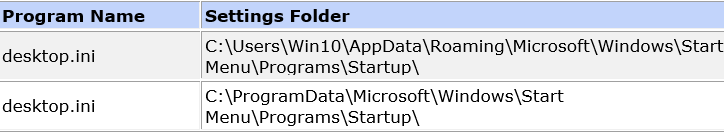 Program Name Settings Folder
desktop.ini
C:\Users\Win10\AppData\Roaming\Microsoft\Windows\Start
Menu\Programs\Startup\
desktop.ini
C:\ProgramData\Microsoft\Windows\Start
Menu\Programs\Startup\